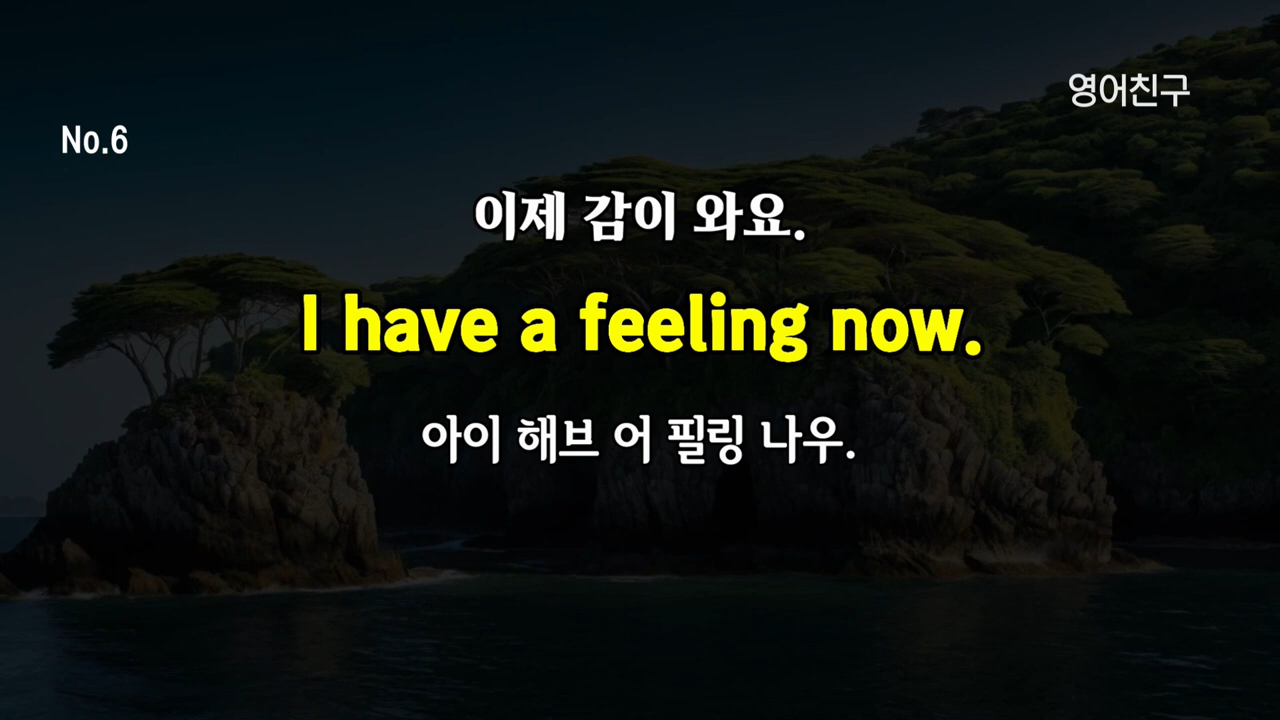 영어친구
No.6
이제 감이 와요.
I have a feeling now.
아이 해브 어 필링 나우.